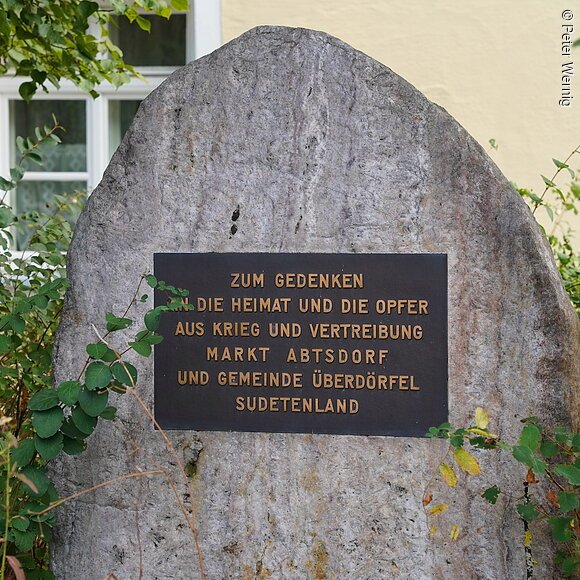 ZUM GEDENKEN
AN DIE HEIMAT UND DIE OPFER
AUS KRIEG UND VERTREIBUNG
MARKT ABTSDORF
UND GEMEINDE ÜBERDÖRFEL
SUDETENLAND
© Peter Wernig